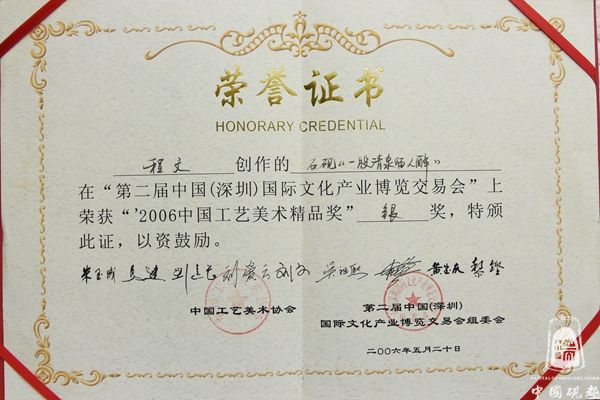 荣誉证书
HONORARY CREDENTIAL
程文 创作的 石砚《一股清泉醉人醉》
在“第二届中国(深圳)国际文化产业博览交易会”上
荣获“'2006中国工艺美术精品奖” 银 奖，特颁
此证，以资鼓励。
中国工艺美术协会
第二届中国(深圳)
国际文化产业博览交易会组委会
二〇〇六年五月二十日
中国砚都